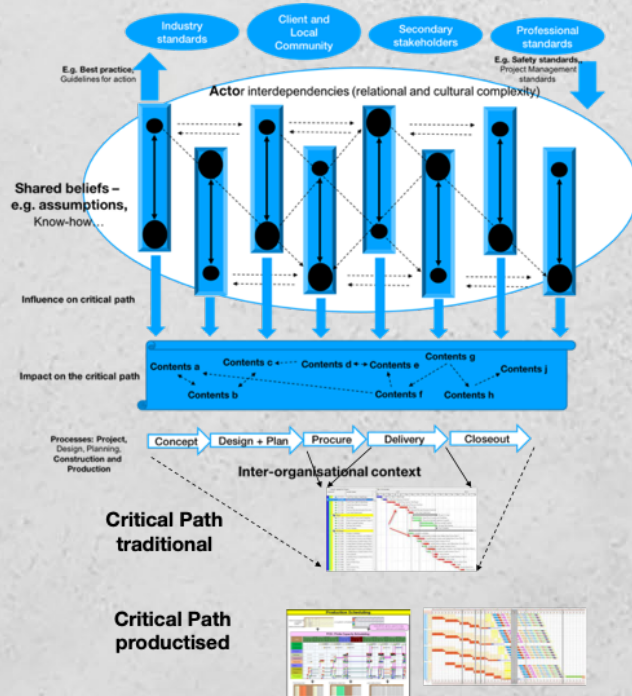 Industry
standards
Client and
Local
Community
Secondary
stakeholders
Professional
standards
E.g. Best practice,
Guidelines for action
E.g. Safety standards,
Project Management
standards
Actor interdependencies (relational and cultural complexity)
Shared beliefs –
e.g. assumptions,
Know-how…
Influence on critical path
Impact on the critical path
Contents a
Contents b
Contents c
Contents d
Contents e
Contents f
Contents g
Contents h
Contents j
Processes: Project,
Design, Planning,
Construction and
Production
Concept
Design + Plan
Procure
Delivery
Closeout
Inter-organisational context
Critical Path
traditional
Critical Path
productised
Production Scheduling